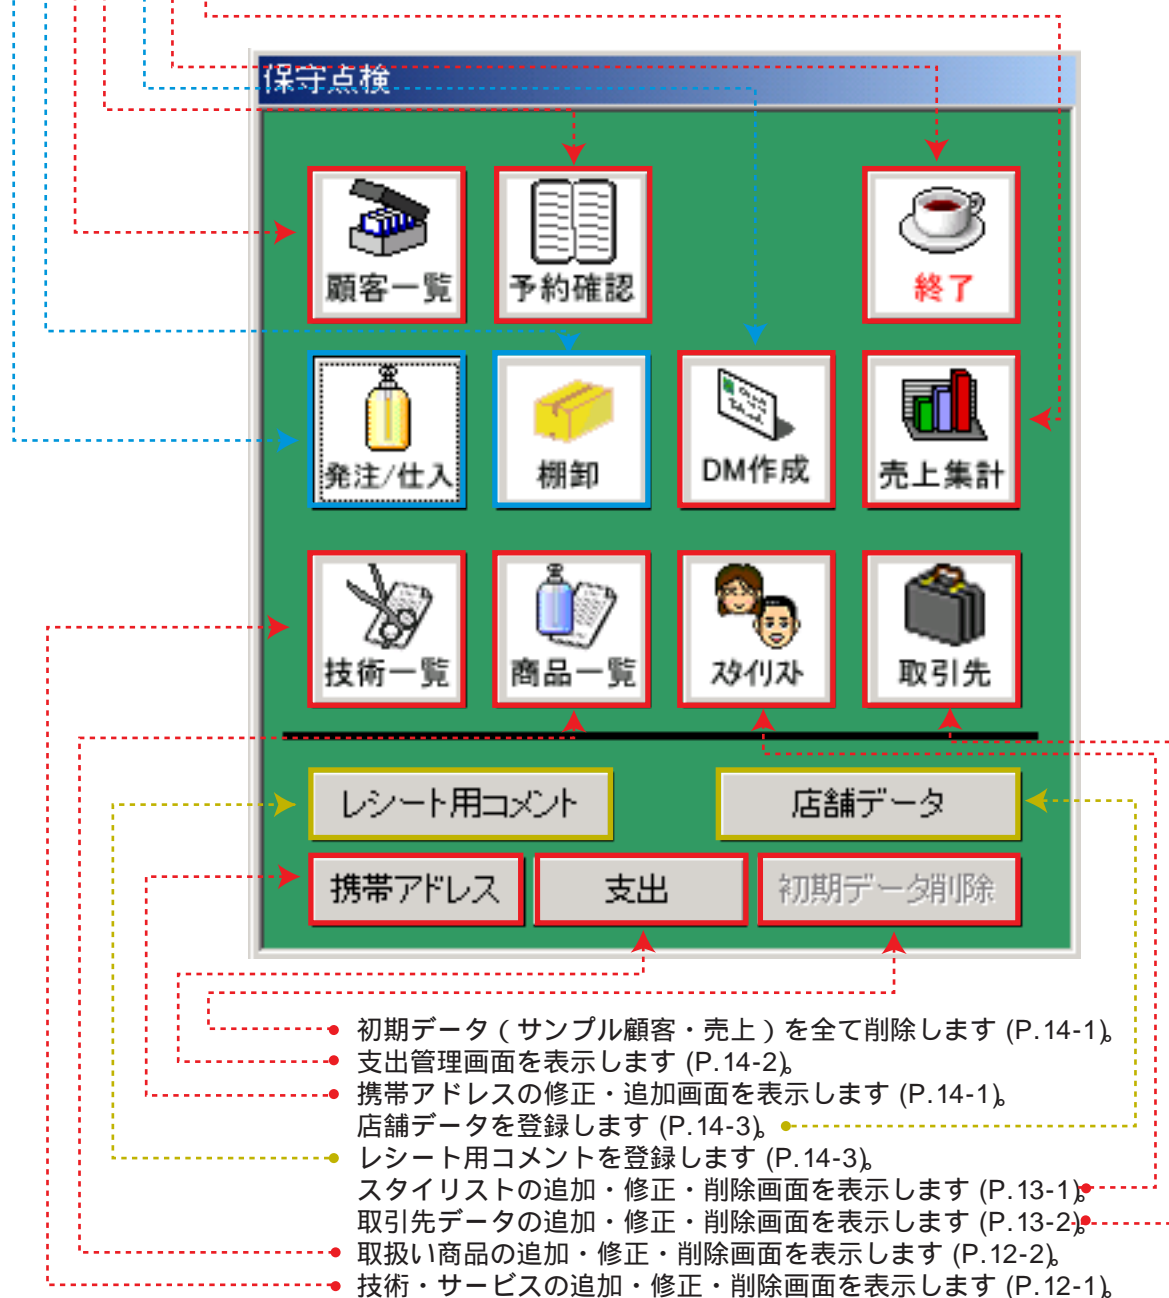 保守点検
顧客一覧
予約確認
終了
発注/仕入
棚卸
DM作成
売上集計
技術一覧
商品一覧
スタイリスト
取引先
レシート用コメント
店舗データ
携帯アドレス
支出
初期データ削除
初期データ(サンプル顧客・売上)を全て削除します (P.14-1)。
支出管理画面を表示します (P.14-2)。
携帯アドレスの修正・追加画面を表示します (P.14-1)。
店舗データを登録します (P.14-3)。
レシート用コメントを登録します (P.14-3)。
スタイリストの追加・修正・削除画面を表示します (P.13-1)。
取引先データの追加・修正・削除画面を表示します (P.13-2)。
取扱い商品の追加・修正・削除画面を表示します (P.12-2)。
技術・サービスの追加・修正・削除画面を表示します (P.12-1)。